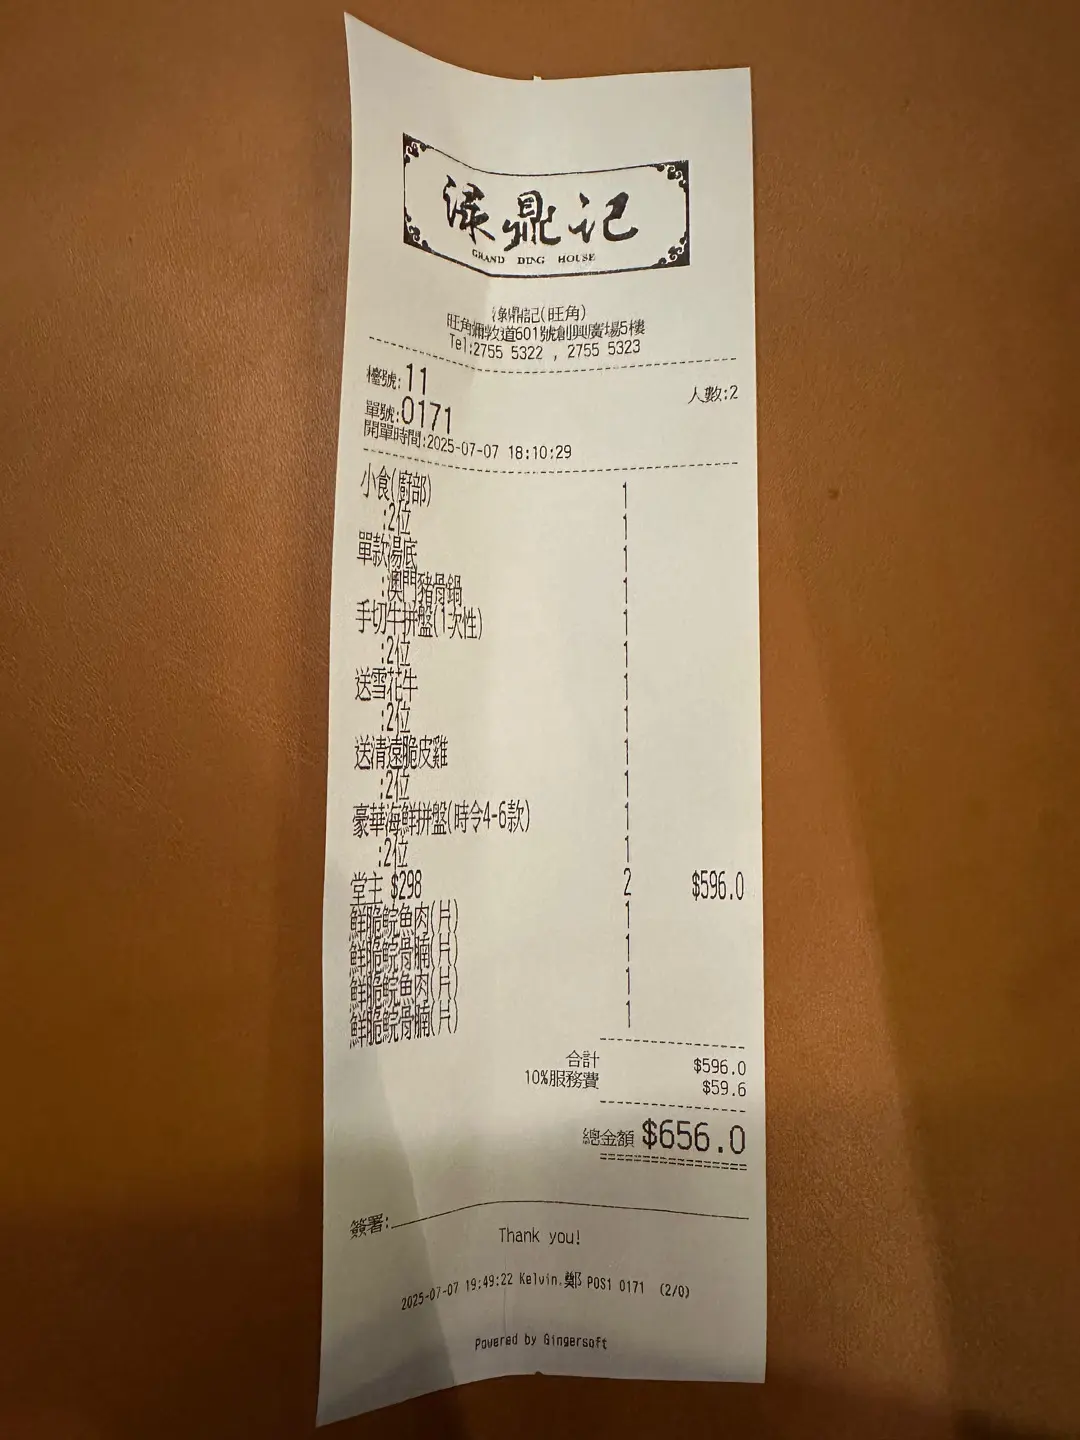 渌鼎记
GRAND DING HOUSE
渌鼎記(旺角)
旺角彌敦道601號創興廣場5樓
Tel:2755 5322 , 2755 5323
檯號:11 人數:2
單號:0171
開單時間:2025-07-07 18:10:29
小食(廚部) 1
:2位 1
單款湯底 1
:澳門豬骨鍋 1
手切牛拼盤(1次性) 1
:2位 1
送雪花牛 1
:2位 1
送清遠脆皮雞 1
:2位 1
豪華海鮮拼盤(時令4-6款) 1
:2位 1
堂主 $298 2 $596.0
鮮脆鯇魚肉(片) 1
鮮脆鯇骨腩(片) 1
鮮脆鯇魚肉(片) 1
鮮脆鯇骨腩(片) 1
合計 $596.0
10%服務費 $59.6
總金額 $656.0
簽署:
Thank you!
2025-07-07 19:49:22 Kelvin.鄭 POS1 0171 (2/0)
Powered by Gingersoft